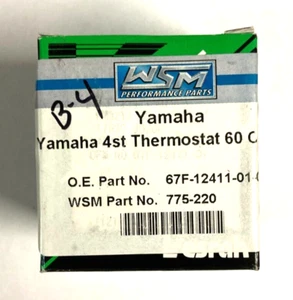 WSM
PERFORMANCE PARTS
B-4
Yamaha
Yamaha 4st Thermostat 60 C
O.E. Part No. 67F-12411-01-
WSM Part No. 775-220